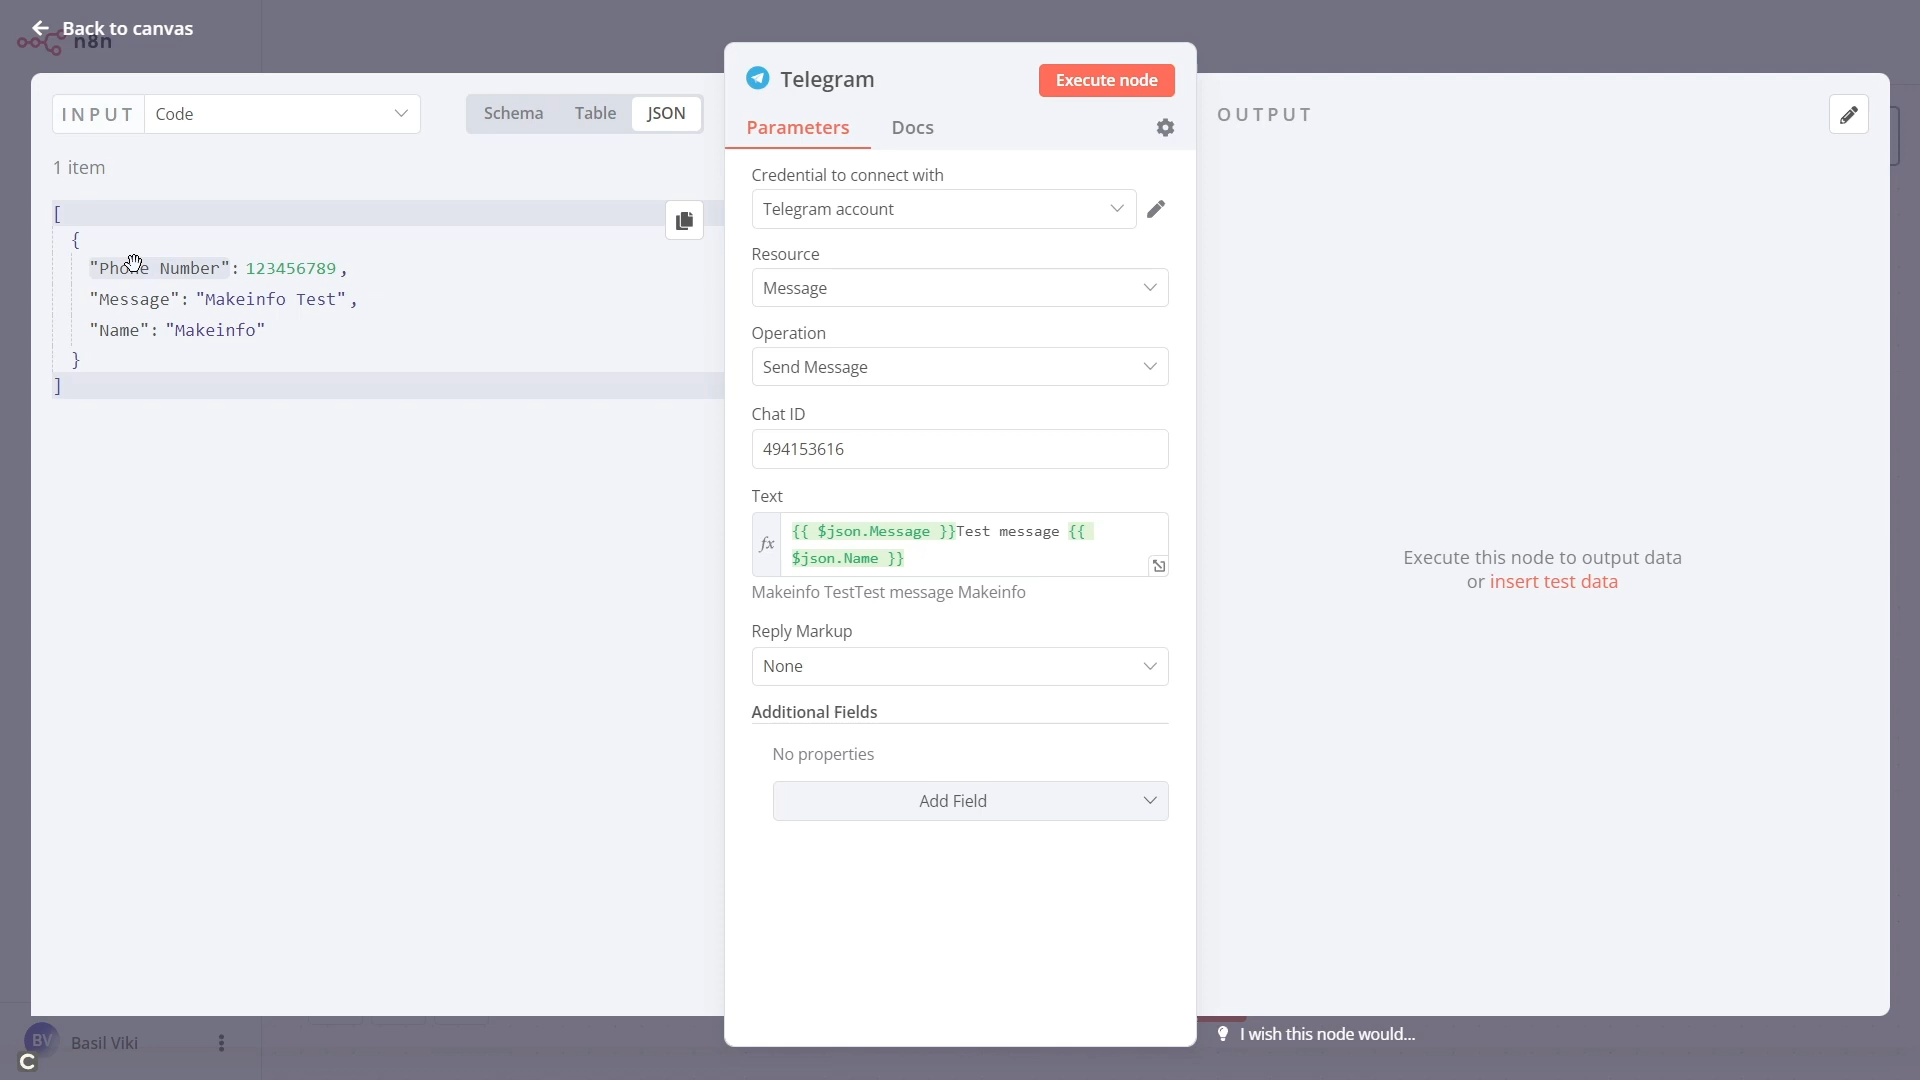 Back to canvas
n8n
INPUT Code
Schema Table JSON
1 item
[
{
"Phone Number": 123456789,
"Message": "Makeinfo Test",
"Name": "Makeinfo"
}
]
Telegram
Execute node
Parameters Docs
Credential to connect with
Telegram account
Resource
Message
Operation
Send Message
Chat ID
494153616
Text
fx
{{ $json.Message }}Test message {{
$json.Name }}
Makeinfo TestTest message Makeinfo
Reply Markup
None
Additional Fields
No properties
Add Field
OUTPUT
Execute this node to output data
or insert test data
I wish this node would...
BV Basil Viki
C